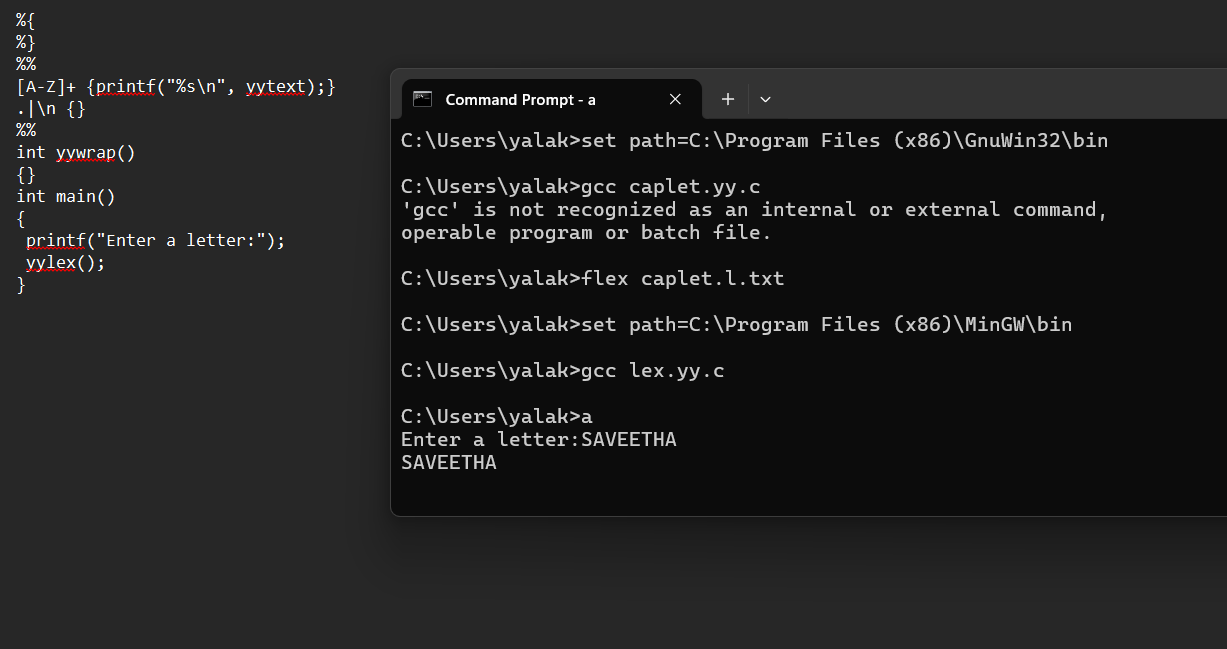 %{
%}
%%
[A-Z]+ {printf("%s\n", yytext);}
.|\n {}
%%
int yywrap()
{}
int main()
{
 printf("Enter a letter:");
 yylex();
}
Command Prompt - a
C:\Users\yalak>set path=C:\Program Files (x86)\GnuWin32\bin
C:\Users\yalak>gcc caplet.yy.c
'gcc' is not recognized as an internal or external command,
operable program or batch file.
C:\Users\yalak>flex caplet.l.txt
C:\Users\yalak>set path=C:\Program Files (x86)\MinGW\bin
C:\Users\yalak>gcc lex.yy.c
C:\Users\yalak>a
Enter a letter:SAVEETHA
SAVEETHA